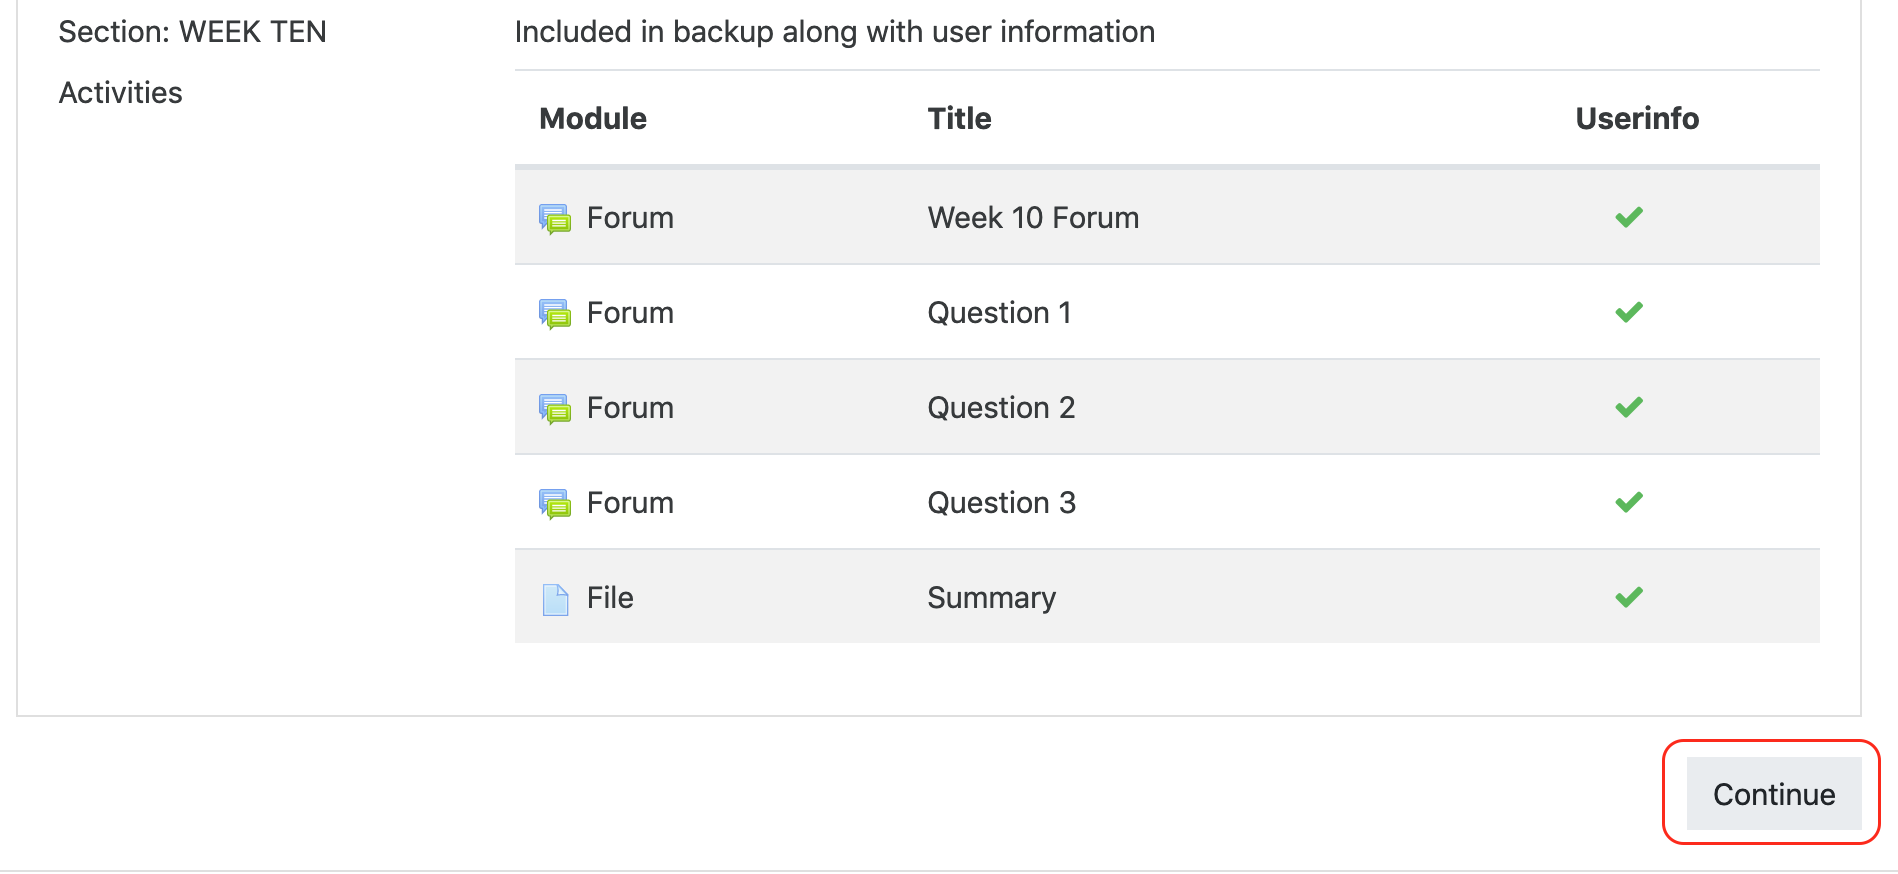 Section: WEEK TEN Included in backup along with user information
Activities
Module Title Userinfo
Forum Week 10 Forum
Forum Question 1
Forum Question 2
Forum Question 3
File Summary
Continue